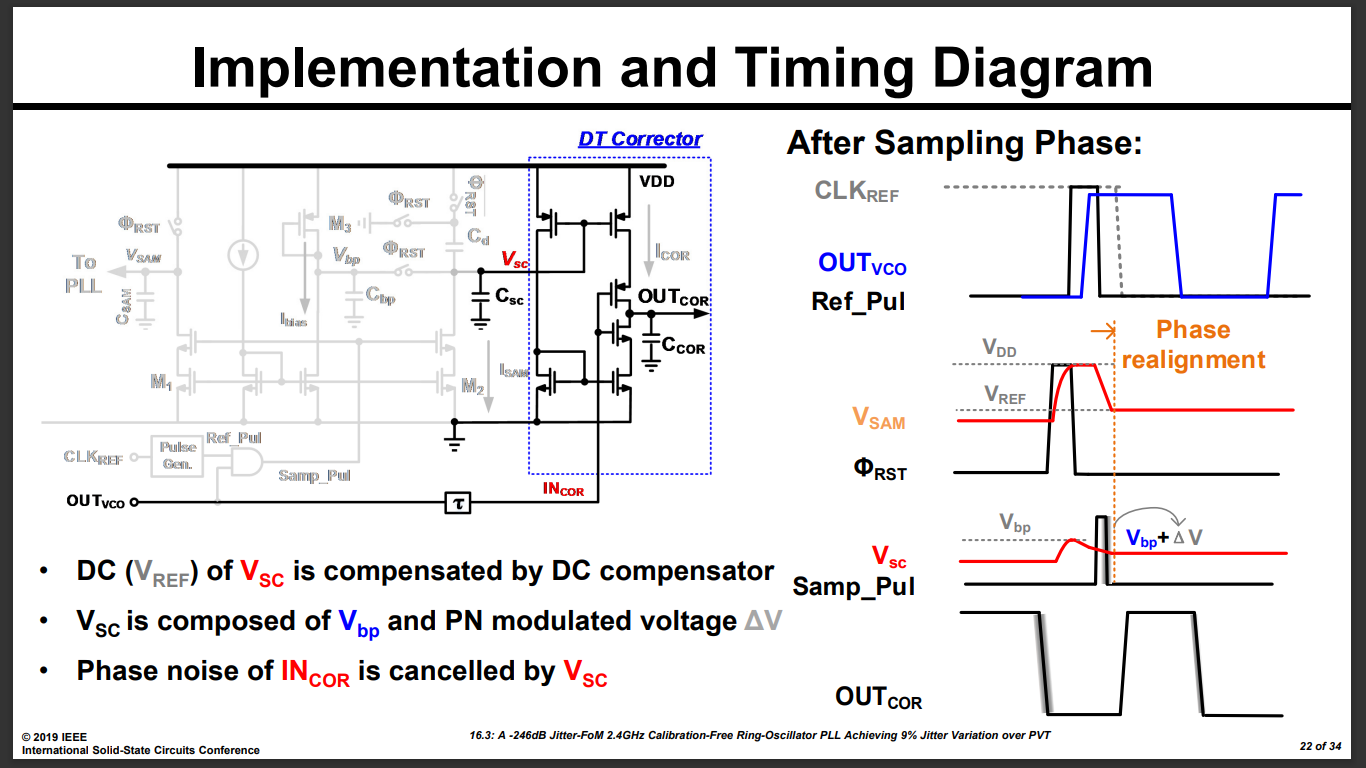 Implementation and Timing Diagram
DT Corrector
VDD
ΦRST
ΦRST
ΦRST
ΦRST
M3
Cd
VSAM
Vbp
Vsc
ICOR
To
PLL
CSAM
Cbp
Csc
OUTCOR
Ibias
CCOR
ISAM
M1
M2
CLKREF
Pulse
Gen.
Ref_Pul
Samp_Pul
INCOR
OUTVCO
τ
After Sampling Phase:
CLKREF
OUTVCO
Ref_Pul
Phase
realignment
VDD
VREF
VSAM
ΦRST
Vbp
Vbp+ Δ V
Vsc
Samp_Pul
OUTCOR
• DC (VREF) of VSC is compensated by DC compensator
• VSC is composed of Vbp and PN modulated voltage ΔV
• Phase noise of INCOR is cancelled by VSC
© 2019 IEEE
International Solid-State Circuits Conference
16.3: A -246dB Jitter-FoM 2.4GHz Calibration-Free Ring-Oscillator PLL Achieving 9% Jitter Variation over PVT
22 of 34